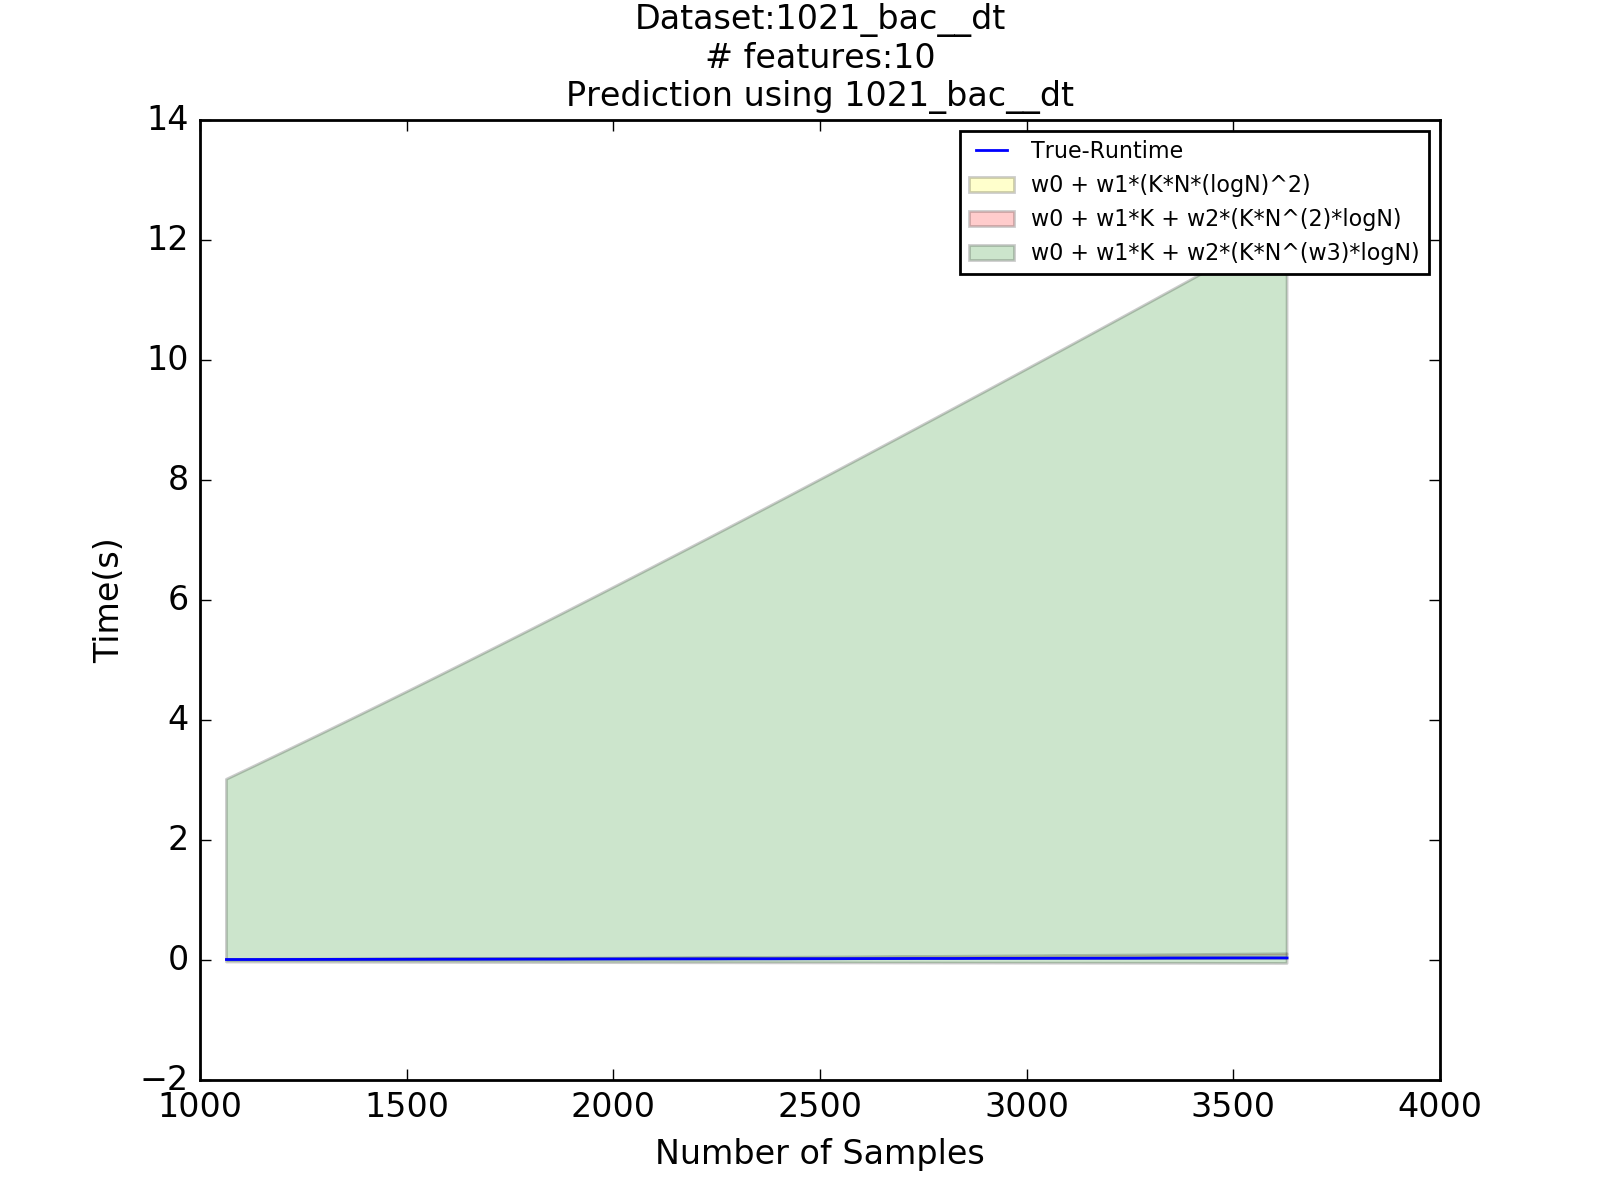 Dataset:1021_bac__dt
# features:10
Prediction using 1021_bac__dt
14
12
10
8
6
4
2
0
−2
Time(s)
True-Runtime
w0 + w1*(K*N*(logN)^2)
w0 + w1*K + w2*(K*N^(2)*logN)
w0 + w1*K + w2*(K*N^(w3)*logN)
1000 1500 2000 2500 3000 3500 4000
Number of Samples